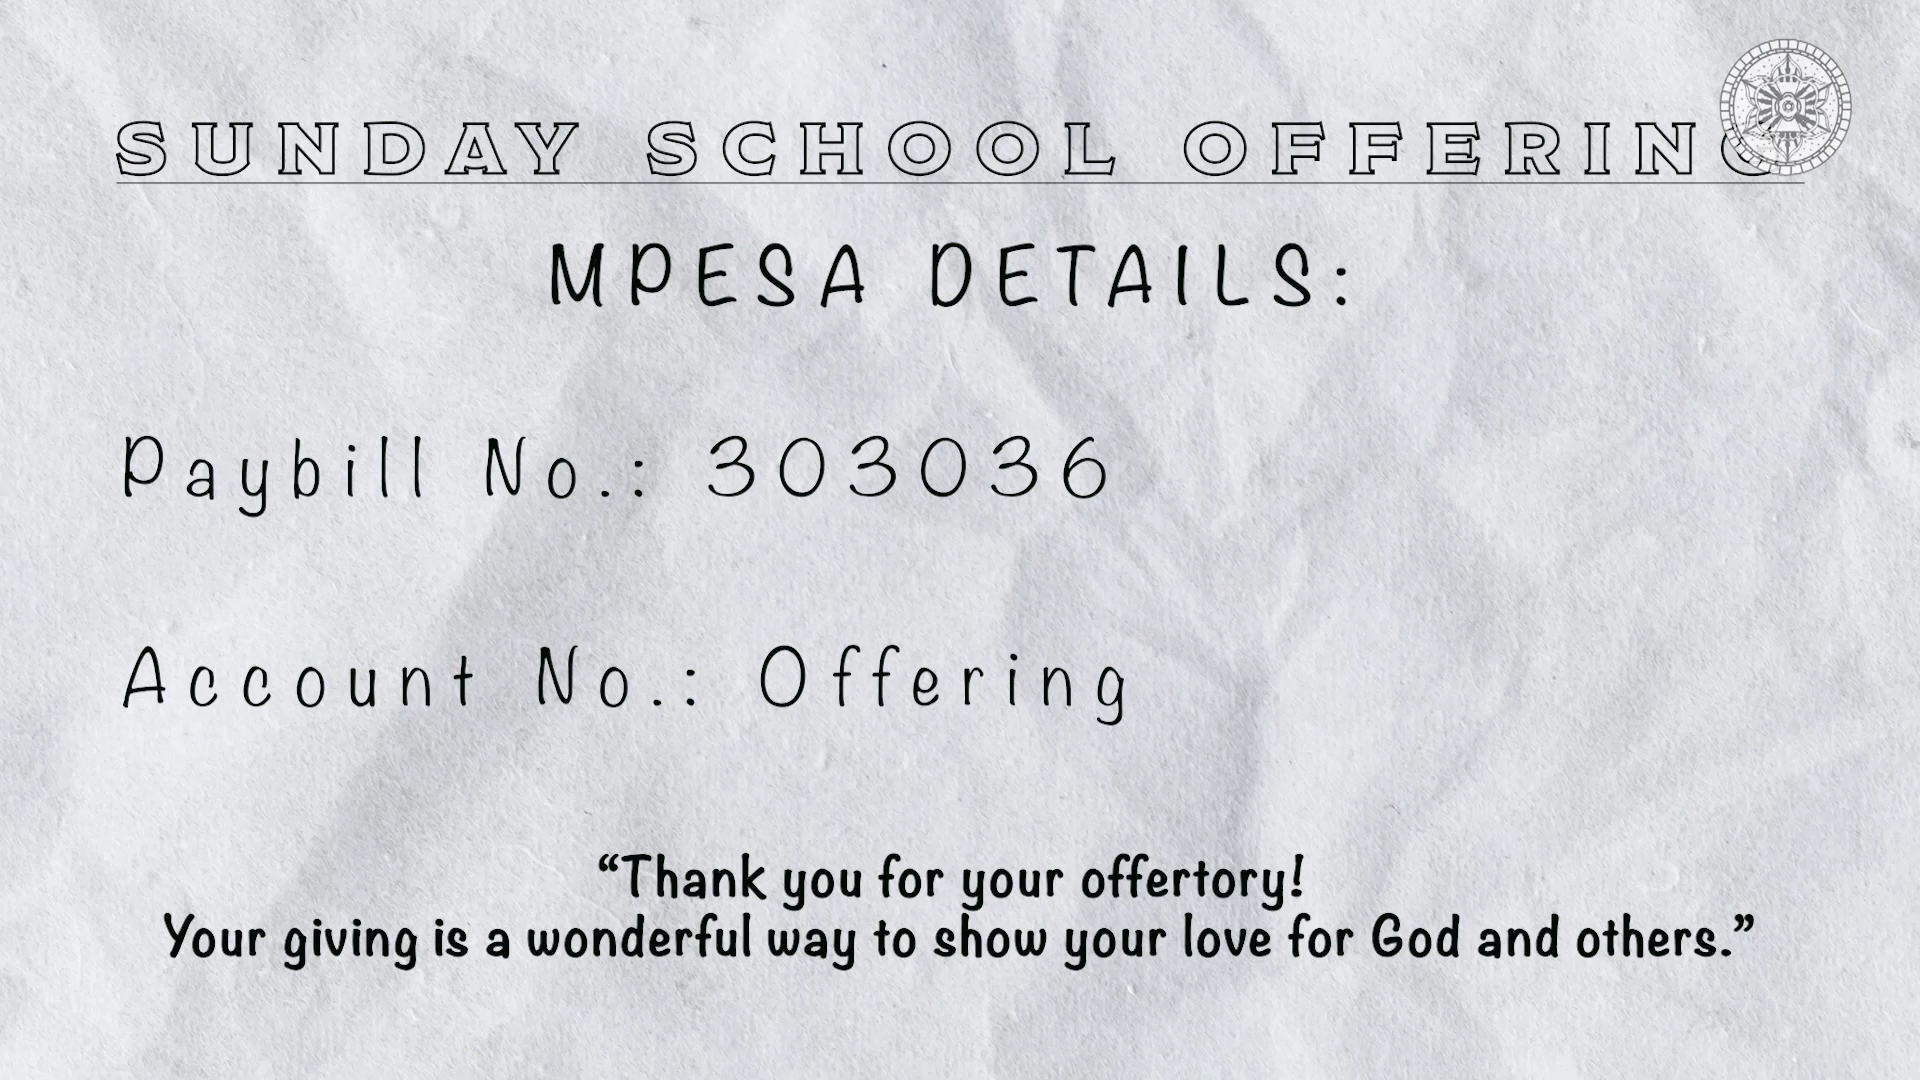 SUNDAY SCHOOL OFFERING
MPESA DETAILS:
Paybill No.: 303036
Account No.: Offering
“Thank you for your offertory!
Your giving is a wonderful way to show your love for God and others.”